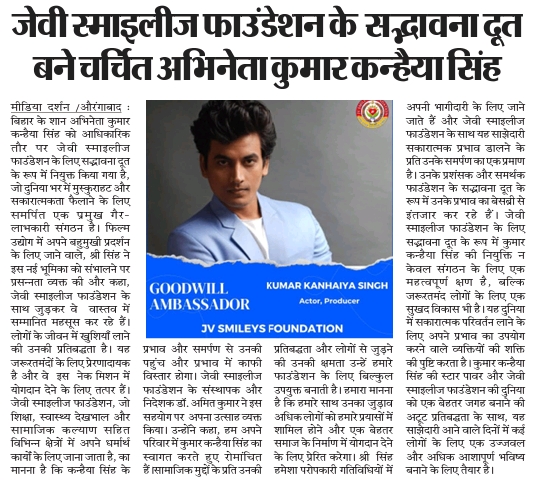 जेवी स्माइलीज फाउंडेशन के सद्भावना दूत
बने चर्चित अभिनेता कुमार कन्हैया सिंह
मीडिया दर्शन /औरंगाबाद :
बिहार के शान अभिनेता कुमार
कन्हैया सिंह को आधिकारिक
तौर पर जेवी स्माइलीज
फाउंडेशन के लिए सद्भावना दूत
के रूप में नियुक्त किया गया है,
जो दुनिया भर में मुस्कुराहट और
सकारात्मकता फैलाने के लिए
समर्पित एक प्रमुख गैर-
लाभकारी संगठन है। फिल्म
उद्योग में अपने बहुमुखी प्रदर्शन
के लिए जाने वाले, श्री सिंह ने
इस नई भूमिका को संभालने पर
प्रसन्नता व्यक्त की और कहा,
जेवी स्माइलीज फाउंडेशन के
साथ जुड़कर वे वास्तव में
सम्मानित महसूस कर रहे हैं।
लोगों के जीवन में खुशियाँ लाने
की उनकी प्रतिबद्धता है। यह
जरूरतमंदों के लिए प्रेरणादायक
है और वे इस नेक मिशन में
योगदान देने के लिए तत्पर हैं।
जेवी स्माइलीज फाउंडेशन, जो
शिक्षा, स्वास्थ्य देखभाल और
सामाजिक कल्याण सहित
विभिन्न क्षेत्रों में अपने धर्मार्थ
कार्यों के लिए जाना जाता है, का
मानना है कि कन्हैया सिंह के
GOODWILL
AMBASSADOR
KUMAR KANHAIYA SINGH
Actor, Producer
JV SMILEYS FOUNDATION
प्रभाव और समर्पण से उनकी
पहुंच और प्रभाव में काफी
विस्तार होगा। जेवी स्माइलीज
फाउंडेशन के संस्थापक और
निदेशक डॉ. अमित कुमार ने इस
सहयोग पर अपना उत्साह व्यक्त
किया। उन्होंने कहा, हम अपने
परिवार में कुमार कन्हैया सिंह का
स्वागत करते हुए रोमांचित
हैं सामाजिक मुद्दों के प्रति उनकी
प्रतिबद्धता और लोगों से जुड़ने
की उनकी क्षमता उन्हें हमारे
फाउंडेशन के लिए बिल्कुल
उपयुक्त बनाती है। हमारा मानना
है कि हमारे साथ उनका जुड़ाव
अधिक लोगों को हमारे प्रयासों में
शामिल होने और एक बेहतर
समाज के निर्माण में योगदान देने
के लिए प्रेरित करेगा। श्री सिंह
हमेशा परोपकारी गतिविधियों में
अपनी भागीदारी के लिए जाने
जाते हैं और जेवी स्माइलीज
फाउंडेशन के साथ यह साझेदारी
सकारात्मक प्रभाव डालने के
प्रति उनके समर्पण का एक प्रमाण
है। उनके प्रशंसक और समर्थक
फाउंडेशन के सद्भावना दूत के
रूप में उनके प्रभाव का बेसब्री से
इंतजार कर रहे हैं। जेवी
स्माइलीज फाउंडेशन के लिए
सद्भावना दूत के रूप में कुमार
कन्हैया सिंह की नियुक्ति न
केवल संगठन के लिए एक
महत्वपूर्ण क्षण है, बल्कि
जरूरतमंद लोगों के लिए एक
सुखद विकास भी है। यह दुनिया
में सकारात्मक परिवर्तन लाने के
लिए अपने प्रभाव का उपयोग
करने वाले व्यक्तियों की शक्ति
की पुष्टि करता है। कुमार कन्हैया
सिंह की स्टार पावर और जेवी
स्माइलीज फाउंडेशन की दुनिया
को एक बेहतर जगह बनाने की
अटूट प्रतिबद्धता के साथ, यह
साझेदारी आने वाले दिनों में कई
लोगों के लिए एक उज्जवल
और अधिक आशापूर्ण भविष्य
बनाने के लिए तैयार है।